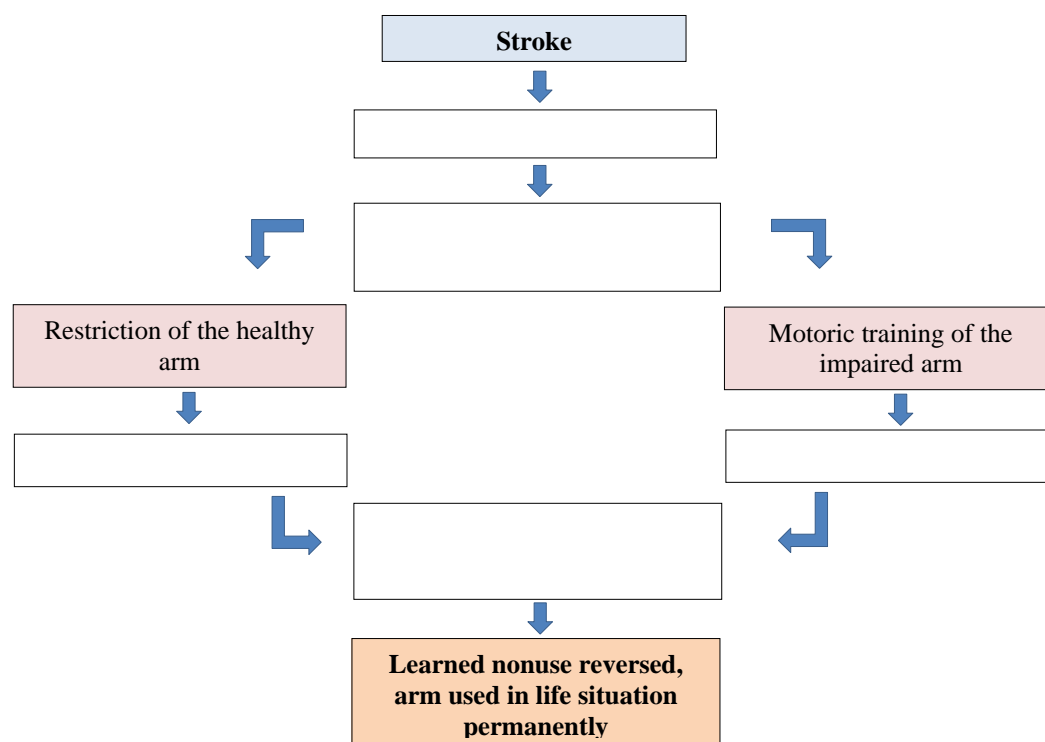 Stroke
Restriction of the healthy
arm
Motoric training of the
impaired arm
Learned nonuse reversed,
arm used in life situation
permanently